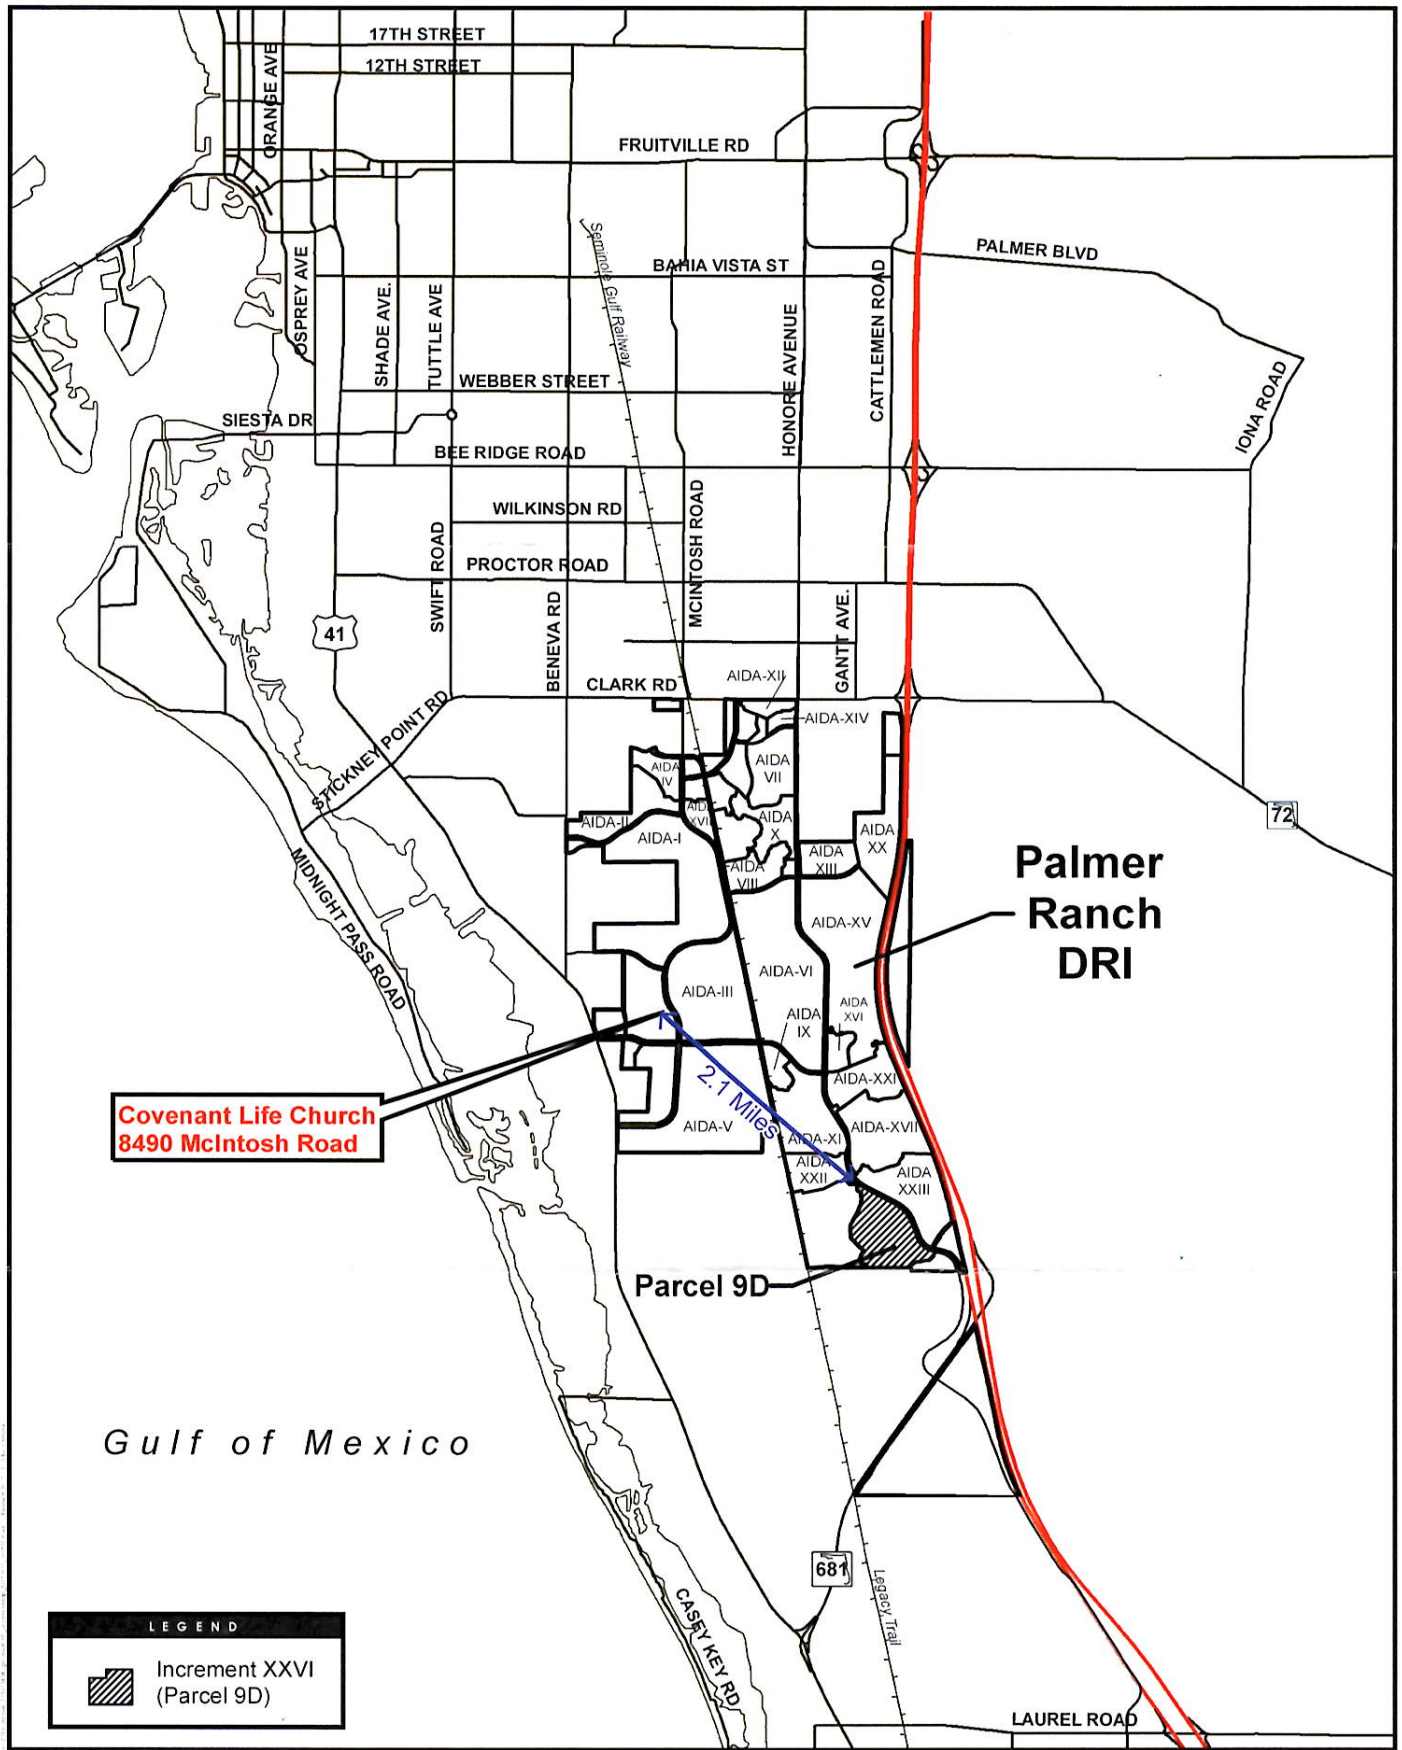 17TH STREET
12TH STREET
ORANGE AVE
FRUITVILLE RD
Seminole Gulf Railway
PALMER BLVD
BAHIA VISTA ST
OSPREY AVE
SHADE AVE.
TUTTLE AVE
HONORE AVENUE
CATTLEMEN ROAD
WEBBER STREET
IONA ROAD
SIESTA DR
BEE RIDGE ROAD
WILKINSON RD
MCINTOSH ROAD
SWIFT ROAD
PROCTOR ROAD
BENEVA RD
GANTT AVE.
41
CLARK RD
AIDA-XII
STICKNEY POINT RD
AIDA-XIV
AIDA
IV
AIDA
VII
AIDA-II
AIDA-I
AIDA
X
AIDA
XX
72
AIDA
XIII
AIDA
VIII
Palmer
Ranch
DRI
MIDNIGHT PASS ROAD
AIDA-XV
AIDA-VI
AIDA-III
AIDA
XVI
AIDA
IX
2.1 Miles
AIDA-XXI
Covenant Life Church
8490 McIntosh Road
AIDA-V
AIDA-XI
AIDA-XVII
AIDA
XXII
AIDA
XXIII
Parcel 9D
Gulf of Mexico
681
Legacy Trail
CASEY KEY RD
LEGEND
Increment XXVI
(Parcel 9D)
LAUREL ROAD